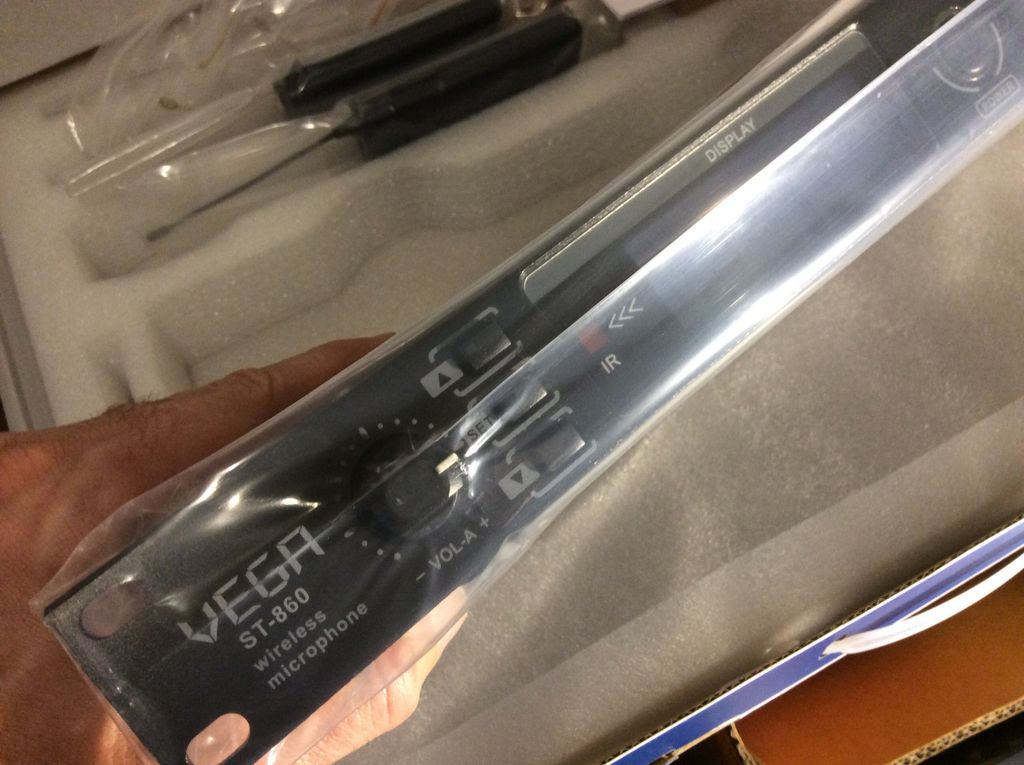 VEGA
ST-860
wireless
microphone
- VOL-A +
SET
IR
<<<
DISPLAY
POWER